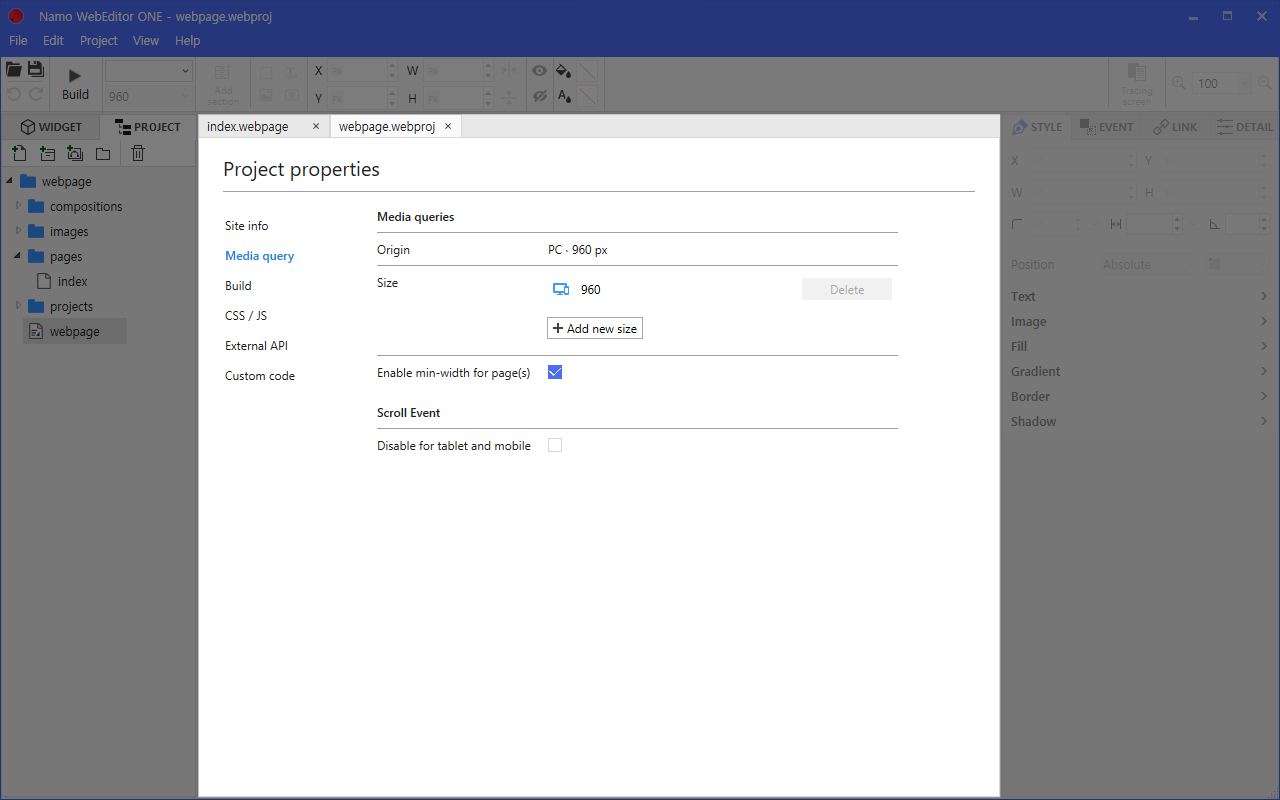 Namo WebEditor ONE - webpage.webproj
File Edit Project View Help
Build
960
Add section
X PX
W PX
Y PX
H PX
Tracing screen
100
WIDGET PROJECT
index.webpage
webpage.webproj
STYLE EVENT LINK DETAIL
webpage
compositions
images
pages
index
projects
webpage
Project properties
Site info
Media query
Build
CSS / JS
External API
Custom code
Media queries
Origin PC · 960 px
Size 960 Delete
Add new size
Enable min-width for page(s)
Scroll Event
Disable for tablet and mobile
X Y
W H
Position Absolute
Text
Image
Fill
Gradient
Border
Shadow